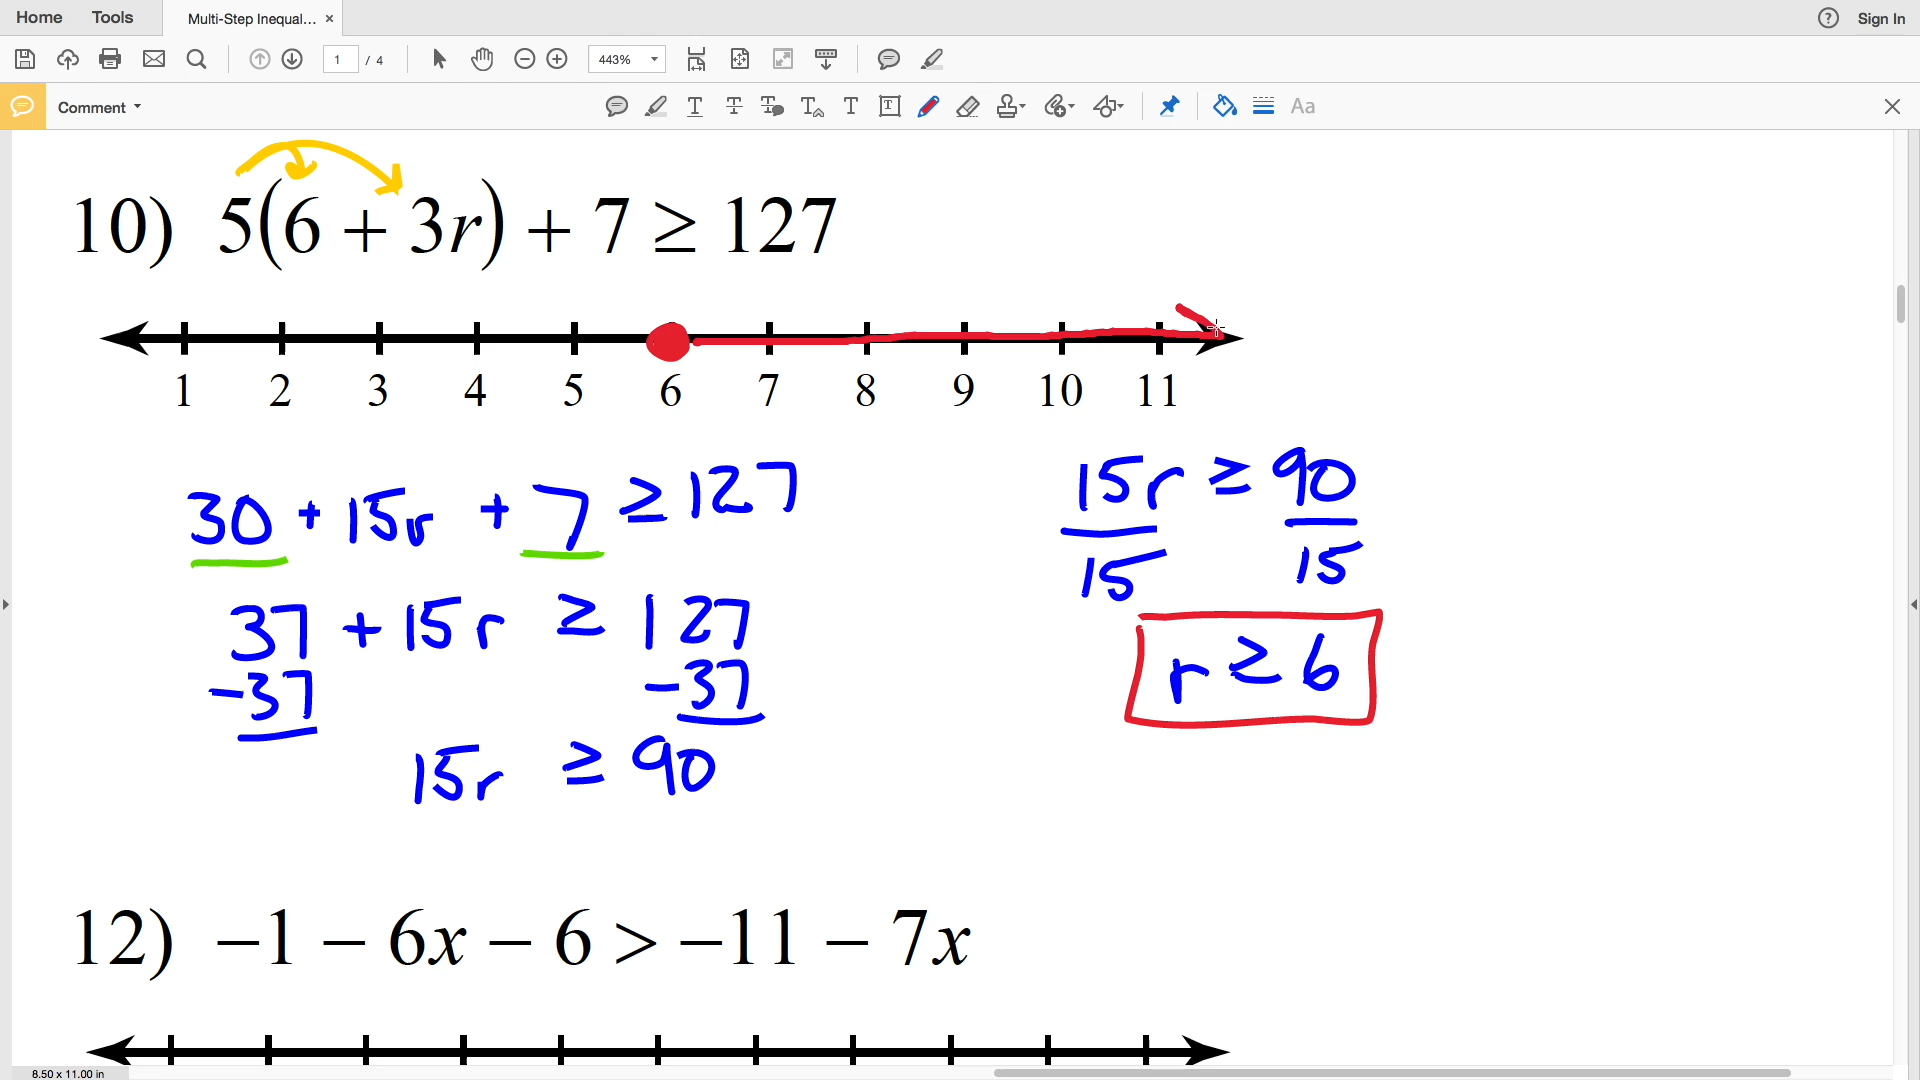 Home Tools Multi-Step Inequal... × Sign In
1 / 4 443%
Comment Aa
10) 5(6 + 3r) + 7 ≥ 127
1 2 3 4 5 6 7 8 9 10 11
30 + 15r + 7 ≥ 127
37 + 15r ≥ 127
-37 -37
15r ≥ 90
15r ≥ 90
15 15
r ≥ 6
12) −1 − 6x − 6 > −11 − 7x
8.50 x 11.00 in